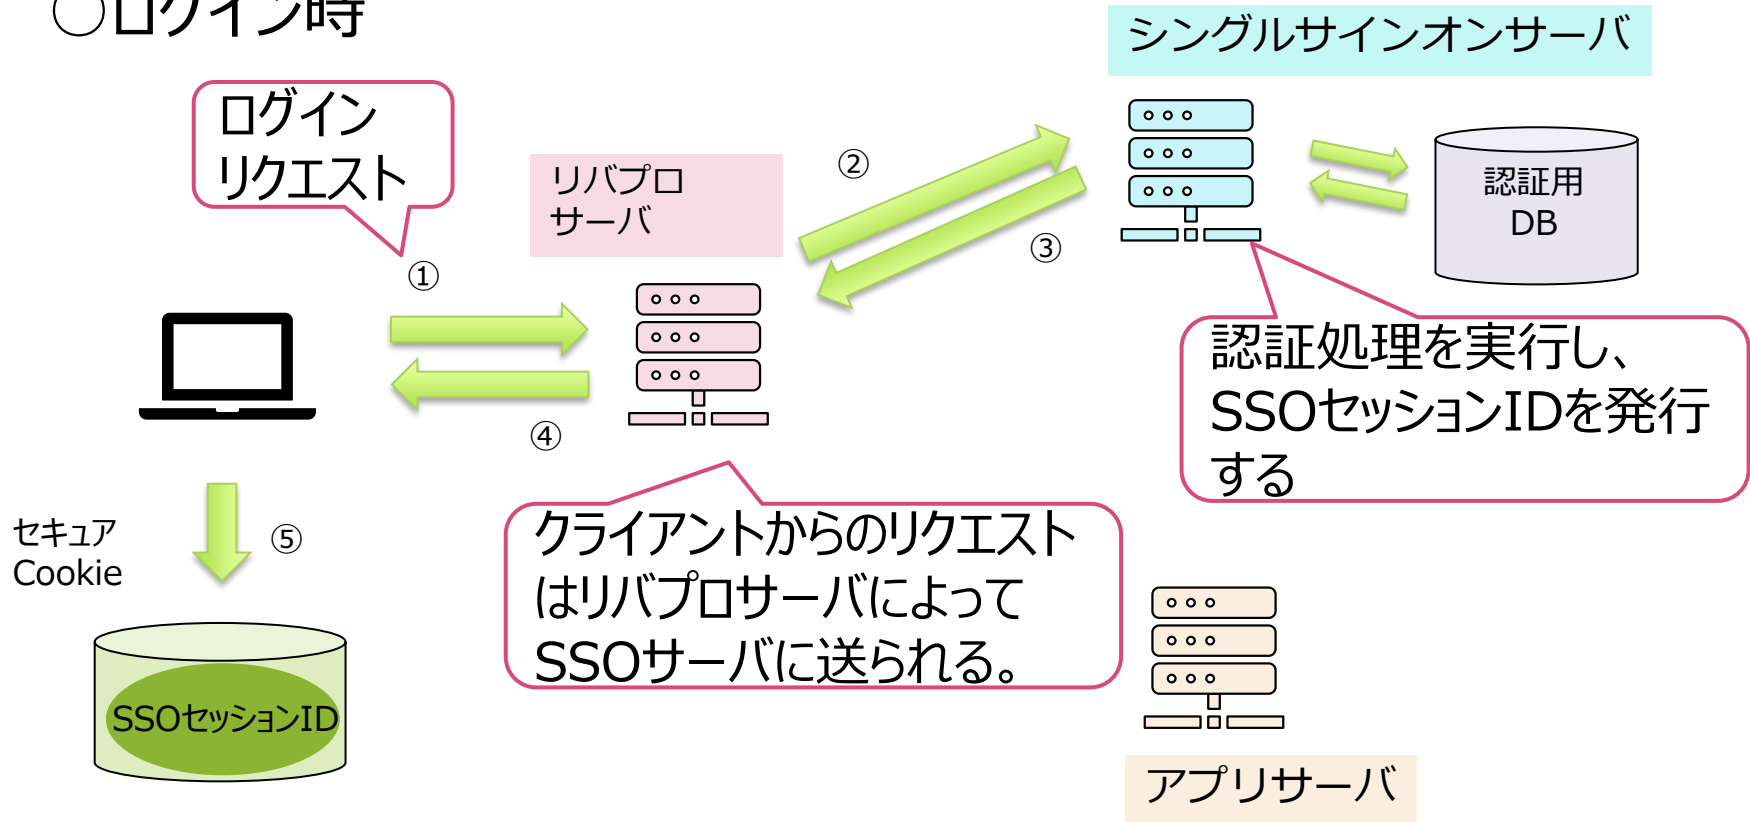 ○ログイン時
シングルサインオンサーバ
ログイン
リクエスト
リバプロ
サーバ
②
認証用
DB
③
①
認証処理を実行し、
SSOセッションIDを発行
する
④
クライアントからのリクエスト
はリバプロサーバによって
SSOサーバに送られる。
セキュア
Cookie
⑤
SSOセッションID
アプリサーバ